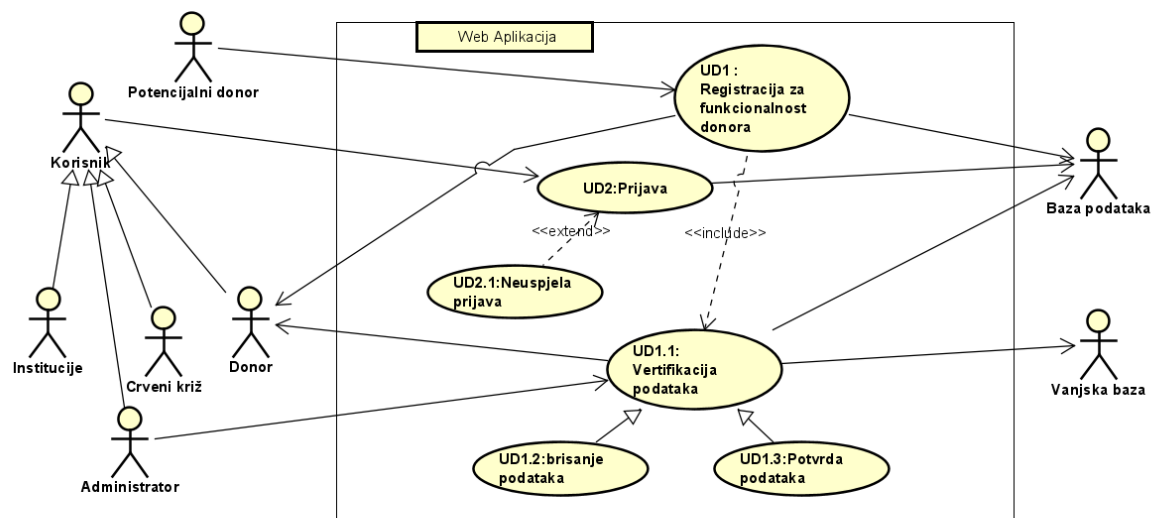 Web Aplikacija
UD1 :
Registracija za
funkcionalnost
donora
Potencijalni donor
Korisnik
UD2:Prijava
Baza podataka
<<extend>>
<<include>>
UD2.1:Neuspjela
prijava
UD1.1:
Vertifikacija
podataka
Institucije
Crveni križ
Donor
Vanjska baza
UD1.2:brisanje
podataka
UD1.3:Potvrda
podataka
Administrator